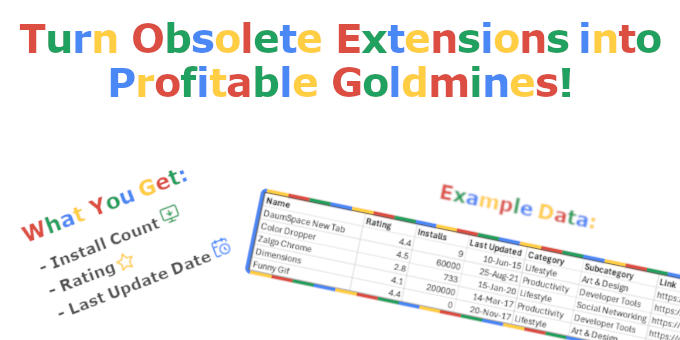 Turn Obsolete Extensions into
Profitable Goldmines!
What You Get:
- Install Count
- Rating
- Last Update Date
Example Data:
Name Rating Installs Last Updated Category Subcategory Link
DaumSpace New Tab 4.4 9 10-Jun-15 Lifestyle Art & Design https:
Color Dropper 4.5 60000 25-Aug-21 Productivity Developer Tools https:/
Zalgo Chrome 2.8 733 15-Jan-20 Lifestyle Social Networking https://
Dimensions 4.1 200000 14-Mar-17 Productivity Developer Tools https://
Funny Gif 4.4 0 20-Nov-17 Lifestyle Art & Design